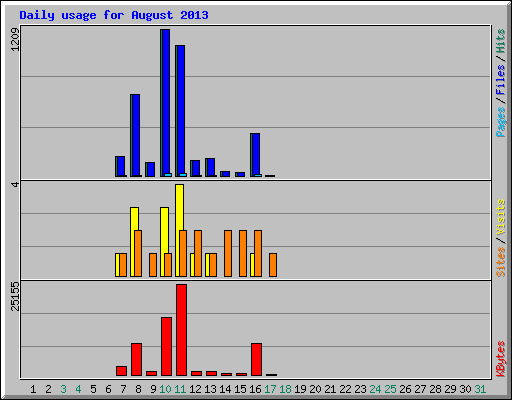 Daily usage for August 2013
1209
Pages/Files/Hits
4
Sites/Visits
25155
KBytes
1 2 3 4 5 6 7 8 9 10 11 12 13 14 15 16 17 18 19 20 21 22 23 24 25 26 27 28 29 30 31